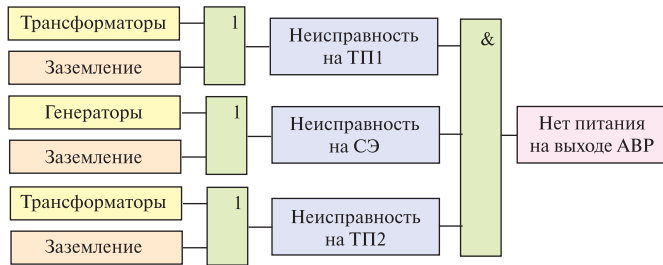 Трансформаторы
Заземление
1
Неисправность
на ТП1
Генераторы
Заземление
1
Неисправность
на СЭ
Трансформаторы
Заземление
1
Неисправность
на ТП2
&
Нет питания
на выходе АВР